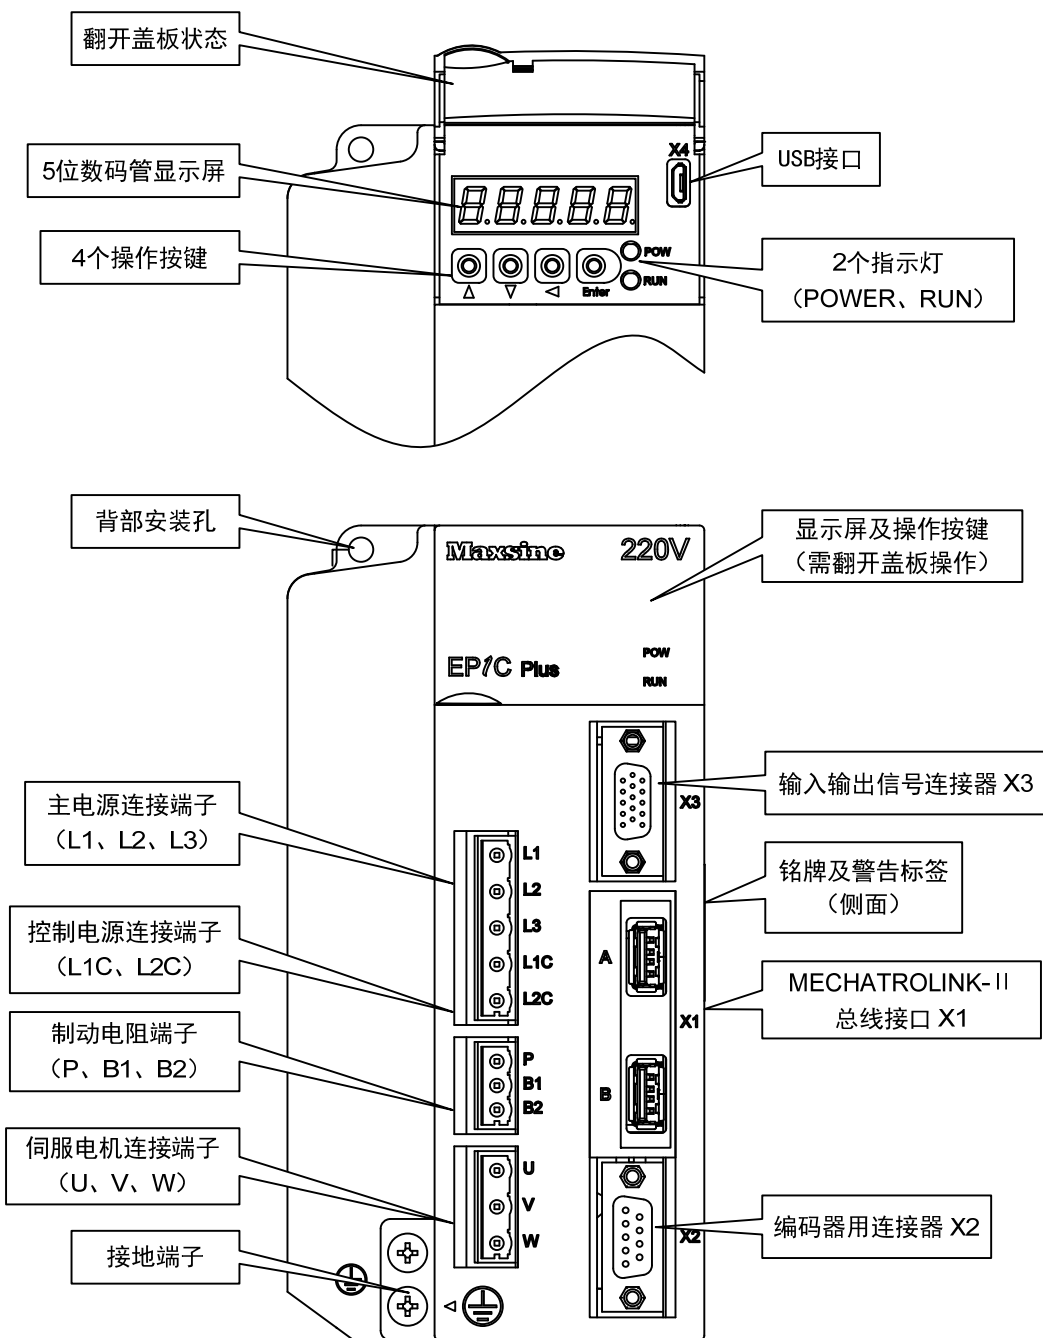 翻开盖板状态
X4
USB接口
5位数码管显示屏
8.8.8.8.8.
4个操作按键
POW
RUN
Enter
2个指示灯
（POWER、RUN）
背部安装孔
Maxsine
220V
显示屏及操作按键
（需翻开盖板操作）
POW
EP1C Plus
RUN
输入输出信号连接器 X3
X3
主电源连接端子
（L1、L2、L3）
L1
L2
L3
L1C
L2C
铭牌及警告标签
（侧面）
控制电源连接端子
（L1C、L2C）
A
X1
B
MECHATROLINK-II
总线接口 X1
制动电阻端子
（P、B1、B2）
P
B1
B2
伺服电机连接端子
（U、V、W）
U
V
W
X2
编码器用连接器 X2
接地端子